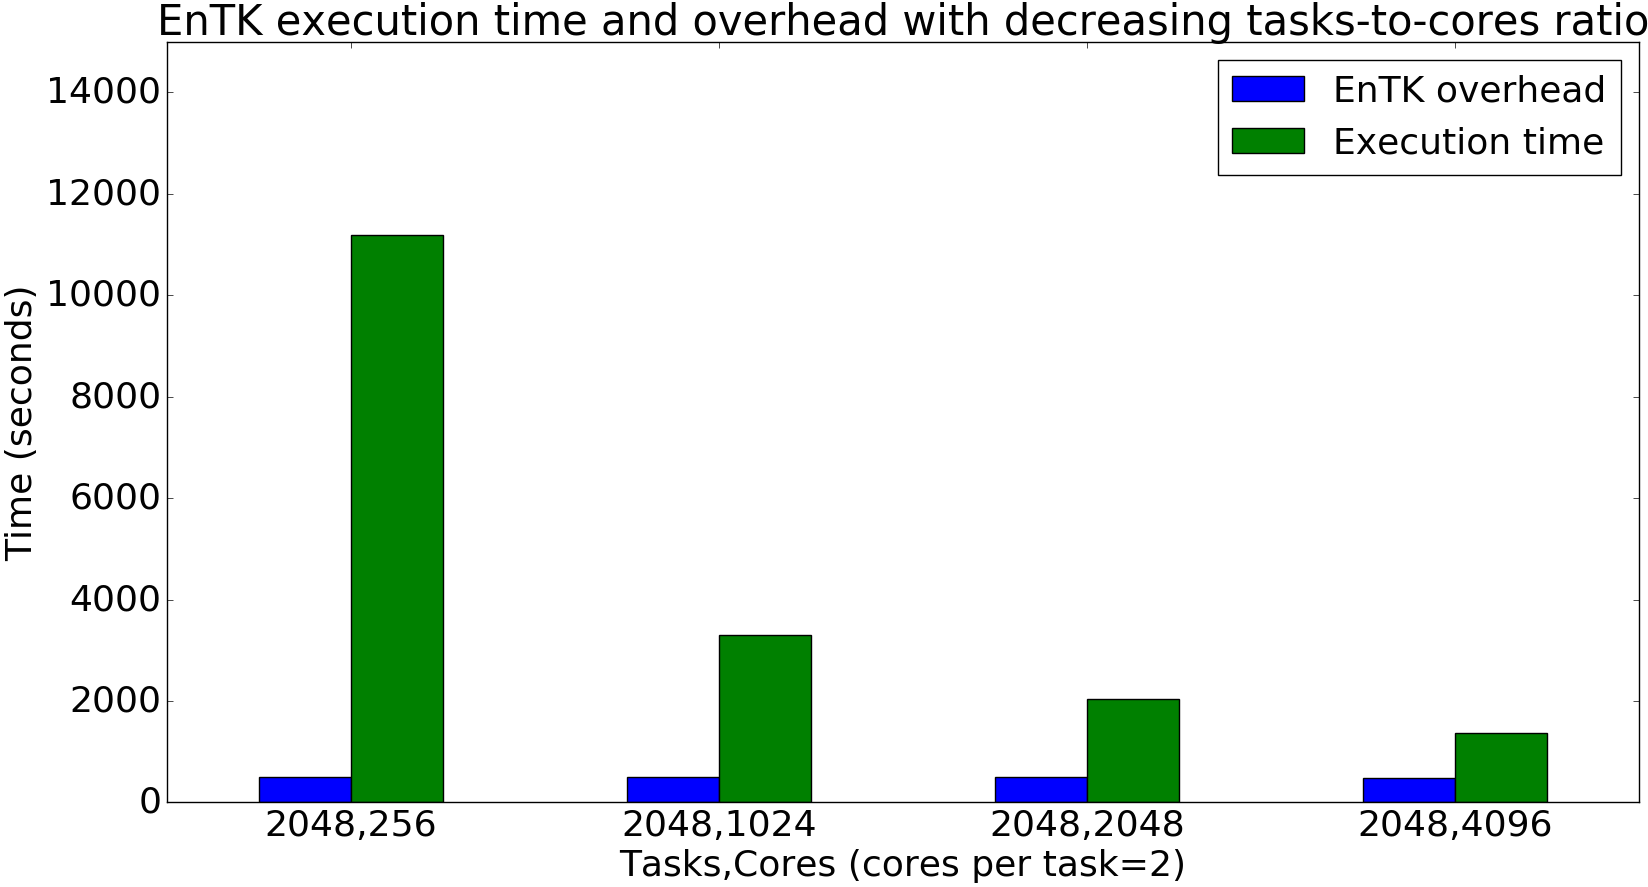 EnTK execution time and overhead with decreasing tasks-to-cores ratio
EnTK overhead
Execution time
Time (seconds)
14000
12000
10000
8000
6000
4000
2000
0
2048,256 2048,1024 2048,2048 2048,4096
Tasks,Cores (cores per task=2)